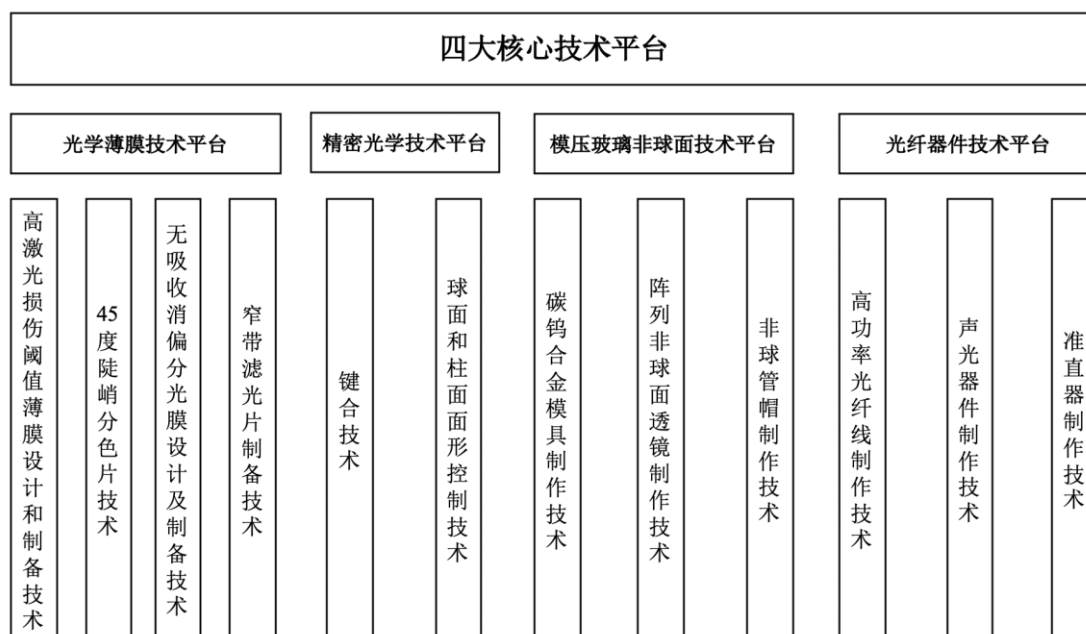 四大核心技术平台
光学薄膜技术平台
精密光学技术平台
模压玻璃非球面技术平台
光纤器件技术平台
高激光损伤阈值薄膜设计和制备技术
45度陡峭分色片技术
无吸收消偏分光膜设计及制备技术
窄带滤光片制备技术
键合技术
球面和柱面面形控制技术
碳钨合金模具制作技术
阵列非球面透镜制作技术
非球管帽制作技术
高功率光纤线制作技术
声光器件制作技术
准直器制作技术